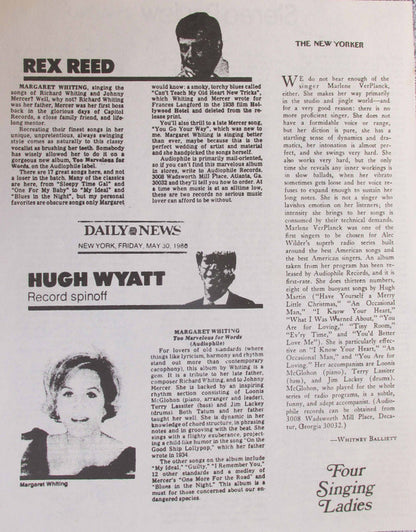 REX REED
MARGARET WHITING, singing the
songs of Richard Whiting and Johnny
Mercer? Well, why not! Richard Whiting
was her father, Mercer was her first boss
back in the glorious days of Capitol
Records, a close family friend, and life-
long mentor.
Recreating their finest songs in her
unique, unpretentious, always swinging
style comes as naturally to this classy
vocalist as brushing her teeth. Somebody
has wisely allowed her to do it on a
gorgeous new album, Too Marvelous for
Words, on the Audiophile label.
There are 17 great songs here, and not
a loser in the batch. Many of the classics
are here, from "Sleepy Time Gal" and
"One For My Baby" to "My Ideal" and
"Blues in the Night", but my personal
favorites are obscure songs only Margaret
would know: a smoky, torchy blues called
"Can't Teach My Old Heart New Tricks",
which Whiting and Mercer wrote for
Frances Langford in the 1938 film Hol-
lywood Hotel and deleted from the re-
lease print.
You'll also thrill to a late Mercer song,
"You Go Your Way", which was new to
me. Margaret Whiting is singing better
than ever, maybe because this is the
perfect wedding of artist and material
and she handpicked the songs herself.
Audiophile is primarily mail-oriented,
so if you can't find this marvelous album
in stores, write to Audiophile Records,
3008 Wadsworth Mill Place, Atlanta, Ga.
30032 and they'll tell you how to order. At
a time when music is at an alltime low,
these are two records no serious music
lover can afford to be without.
DAILY NEWS
NEW YORK, FRIDAY, MAY 30, 1986
HUGH WYATT
Record spinoff
MARGARET WHITING
Too Marvelous for Words
(Audiophile)
For lovers of old standards (where
things like lyricism, harmony and rhythm
stand out more than contemporary
cacophony), this album by Whiting is a
gem. It is a tribute to her late father,
composer Richard Whiting, and to Johnny
Mercer. She is backed by an inspiring
rhythm section consisting of Loonis
McGlohon (piano, arranger and leader),
Terry Lassiter (bass) and Jim Lackey
(drums) Both Tatum and her father
taught her well. She is dynamic in her
knowledge of chord structure, in phrasing
notes and in grooving with the beat. She
sings with a flighty exuberance, project-
ing a child like humor in the song "On the
Good Ship Lollypop," which her father
wrote in 1934.
The other songs on the album include
"My Ideal," "Guilty," "I Remember You,"
12 other standards and a medley of
Mercer's "One More For the Road" and
"Blues in the Night." This album is a
must for those concerned about our en-
dangered species.
Margaret Whiting
THE NEW YORKER
WE do not hear enough of the
singer Marlene VerPlanck,
either. She makes her way primarily
in the studio and jingle world—and
for a very good reason: there is no
more proficient singer. She does not
have a formidable voice or range,
but her diction is pure, she has a
startling sense of dynamics and dra-
matics, her intonation is almost per-
fect, and she swings very hard. She
also works very hard, but the only
time she reveals any inner workings is
in slow ballads, when her vibrato
sometimes gets loose and her voice re-
fuses to expand enough to sustain her
long notes. She is not a singer who
lavishes emotion on her listeners; the
intensity she brings to her songs is
consumed by their technical demands.
Marlene VerPlanck was one of the
first singers to be chosen for Alec
Wilder's superb radio series built
around the best American songs and
the best American singers. An album
taken from her program has been re-
leased by Audiophile Records, and it is
first-rate. She does thirteen numbers,
eight of them buoyant songs by Hugh
Martin ("Have Yourself a Merry
Little Christmas," "An Occasional
Man," "I Know Your Heart,"
"What I Was Warned About," "You
Are for Loving," "Tiny Room,"
"Ev'ry Time," and "You'd Better
Love Me"). She is particularly effec-
tive on "I Know Your Heart," "An
Occasional Man," and "You Are for
Loving." Her accompanists are Loonis
McGlohon (piano), Terry Lassiter
(bass), and Jim Lackey (drums).
McGlohon, who played for the whole
series of radio programs, is a subtle,
funny, and adept accompanist. (Audio-
phile records can be obtained from
3008 Wadsworth Mill Place, Deca-
tur, Georgia 30032.)
—WHITNEY BALLIETT
Four
Singing
Ladies